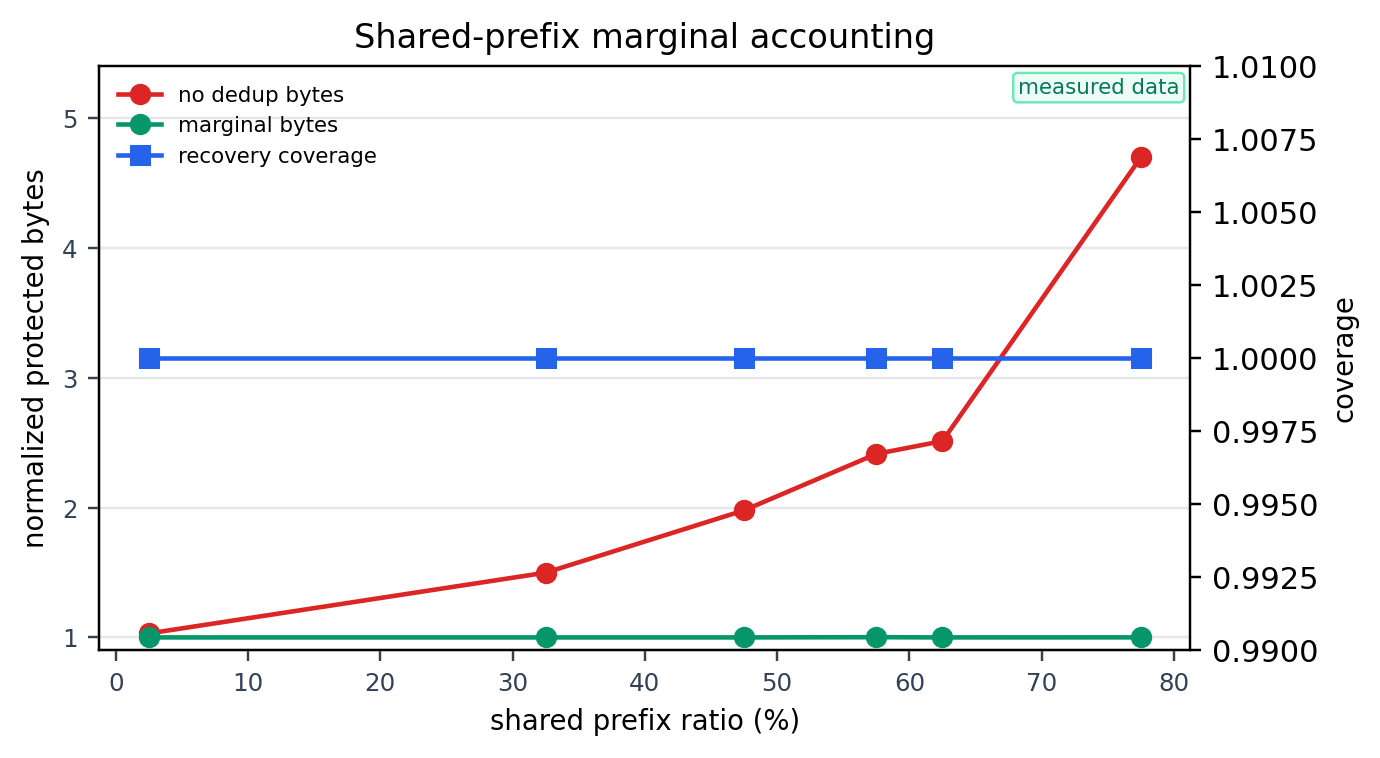 Shared-prefix marginal accounting
no dedup bytes
marginal bytes
recovery coverage
measured data
normalized protected bytes
5
4
3
2
1
1.0100
1.0075
1.0050
1.0025
1.0000
0.9975
0.9950
0.9925
0.9900
coverage
0 10 20 30 40 50 60 70 80
shared prefix ratio (%)